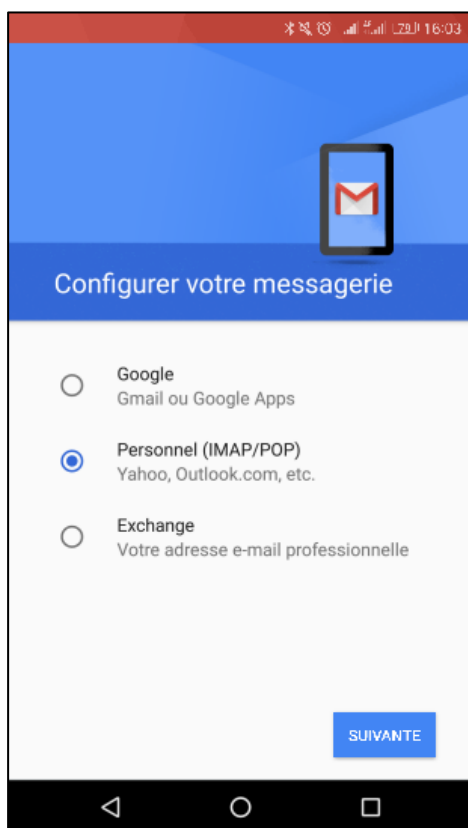 16:03
Configurer votre messagerie
Google
Gmail ou Google Apps
Personnel (IMAP/POP)
Yahoo, Outlook.com, etc.
Exchange
Votre adresse e-mail professionnelle
SUIVANTE